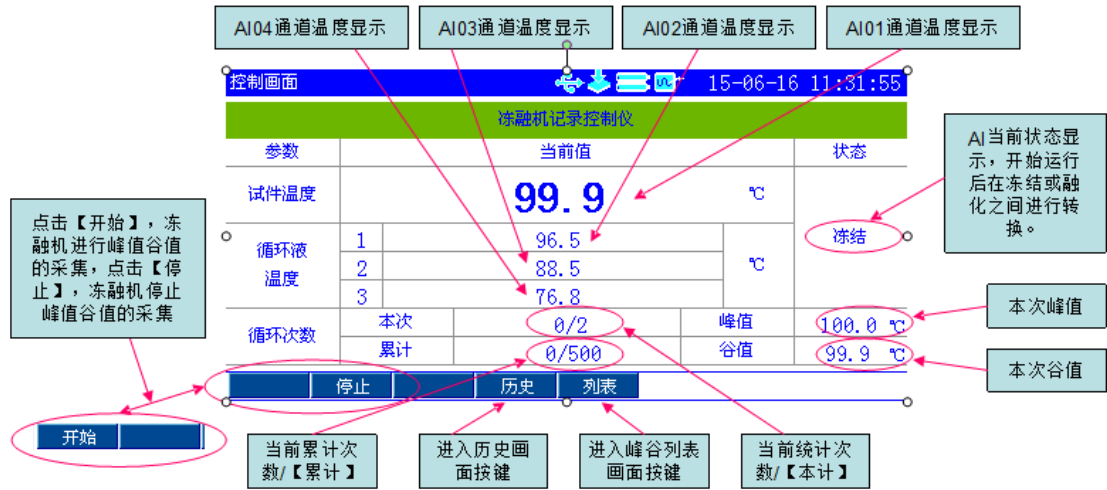 AI04通道温度显示
AI03通道温度显示
AI02通道温度显示
AI01通道温度显示
控制画面
15-06-16 11:31:55
冻融机记录控制仪
参数
当前值
状态
试件温度
99.9
℃
冻结
循环液
温度
1
96.5
2
88.5
3
76.8
℃
循环次数
本次
0/2
峰值
100.0 ℃
累计
0/500
谷值
99.9 ℃
停止
历史
列表
点击【开始】，冻
融机进行峰值谷值
的采集，点击【停
止】，冻融机停止
峰值谷值的采集
开始
AI当前状态显
示，开始运行
后在冻结或融
化之间进行转
换。
本次峰值
本次谷值
当前累计次
数/【累计】
进入历史画
面按键
进入峰谷列表
画面按键
当前统计次
数/【本计】